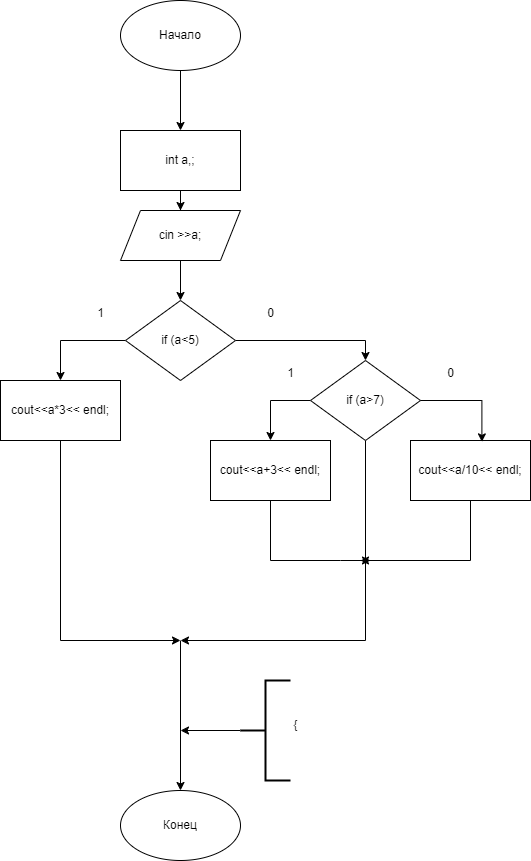 Начало
int a,;
cin >>a;
1
0
if (a<5)
1
0
cout<<a*3<< endl;
if (a>7)
cout<<a+3<< endl;
cout<<a/10<< endl;
{
Конец